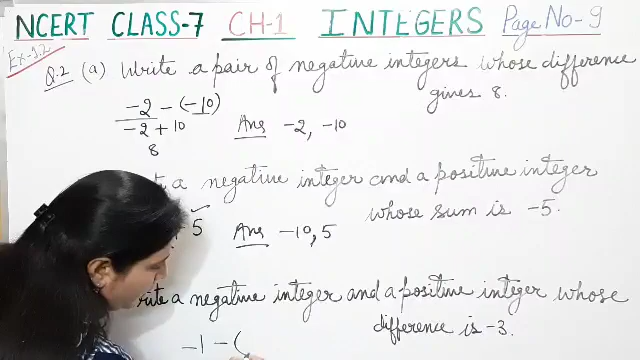 NCERT CLASS-7 CH-1 INTEGERS Page No-9
Ex-1.2
Q.2 (a) Write a pair of negative integers whose difference
gives 8.
-2 - (-10)
-2 + 10
8
Ans -2, -10
a negative integer and a positive integer
whose sum is -5.
5
Ans -10, 5
a negative integer and a positive integer whose
difference is -3.
-1 - (